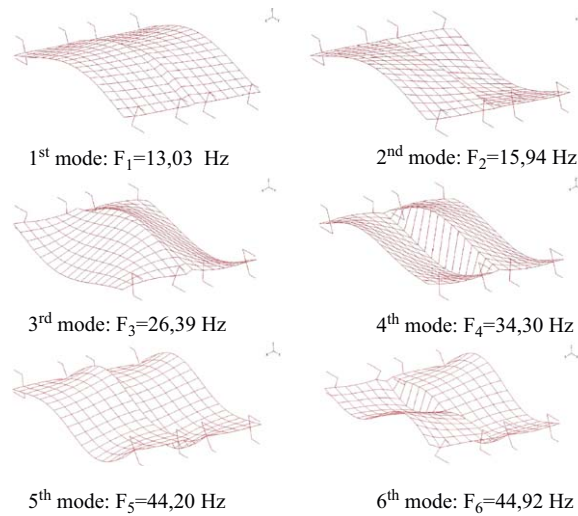 1st mode: F1=13,03 Hz
2nd mode: F2=15,94 Hz
3rd mode: F3=26,39 Hz
4th mode: F4=34,30 Hz
5th mode: F5=44,20 Hz
6th mode: F6=44,92 Hz